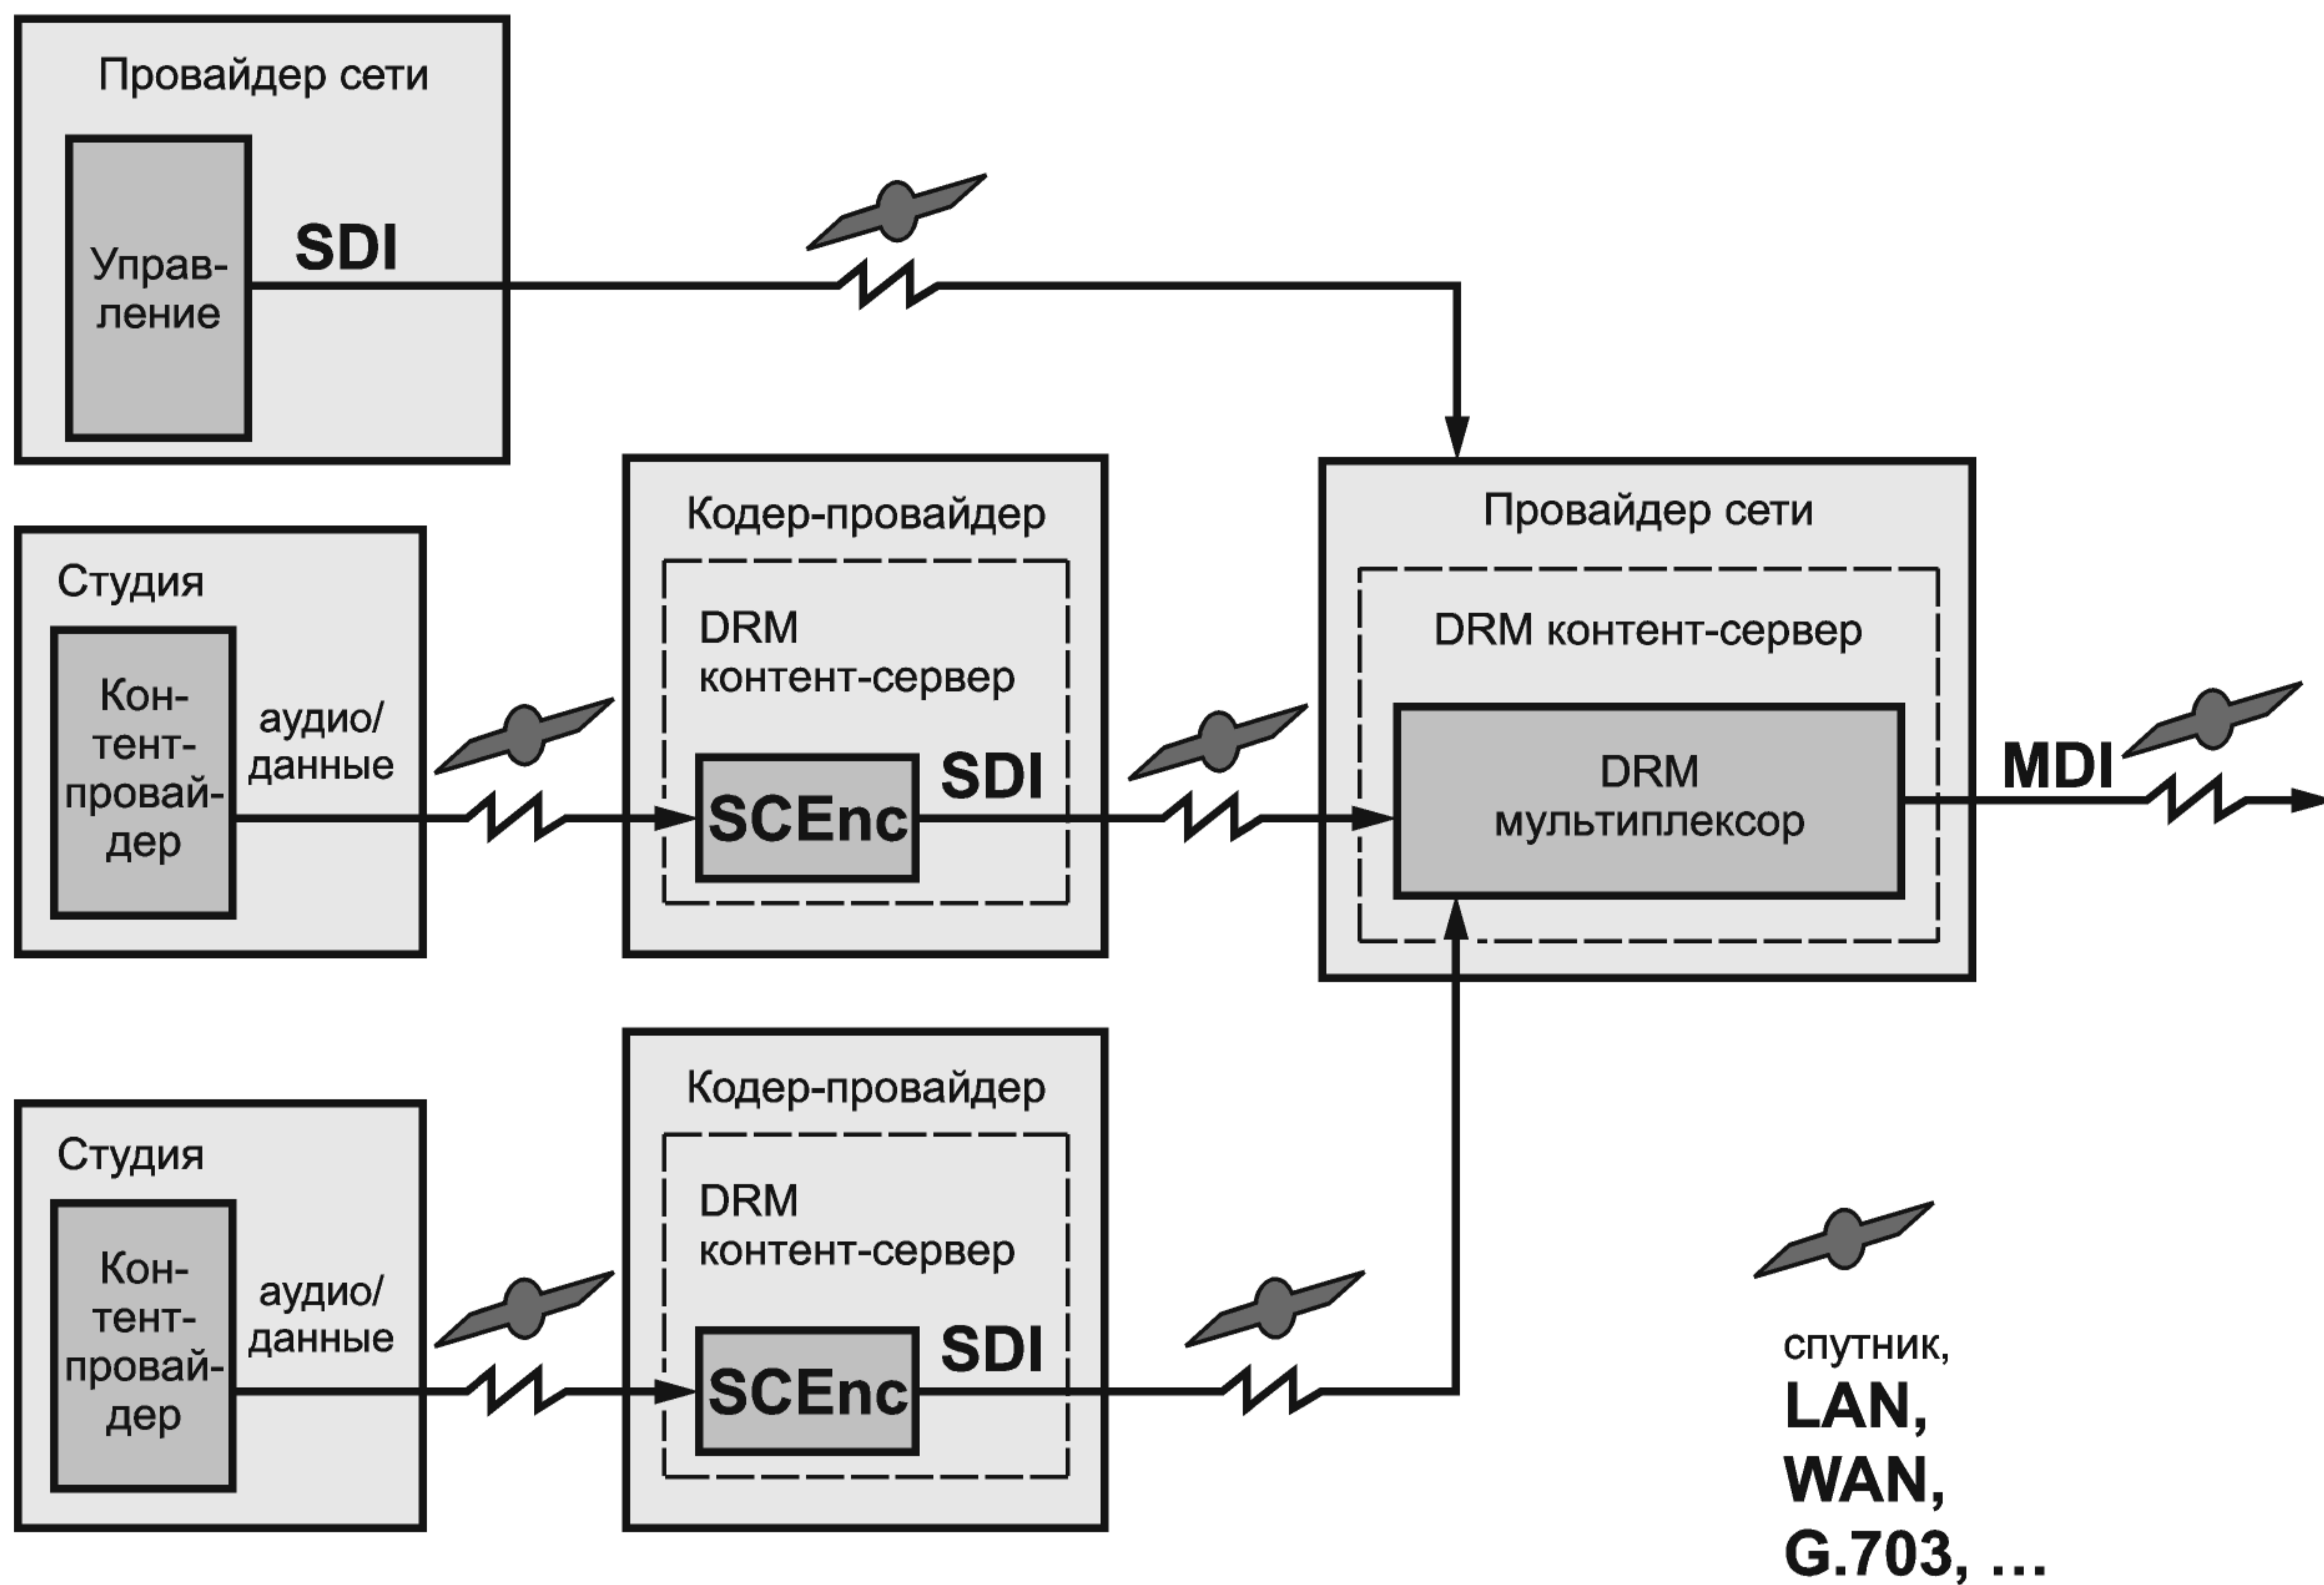 Провайдер сети
Управ-
ление
SDI
Студия
Кон-
тент-
провай-
дер
аудио/
данные
Кодер-провайдер
DRM
контент-сервер
SCEnc
SDI
Провайдер сети
DRM контент-сервер
DRM
мультиплексор
MDI
Студия
Кон-
тент-
провай-
дер
аудио/
данные
Кодер-провайдер
DRM
контент-сервер
SCEnc
SDI
спутник,
LAN,
WAN,
G.703, ...